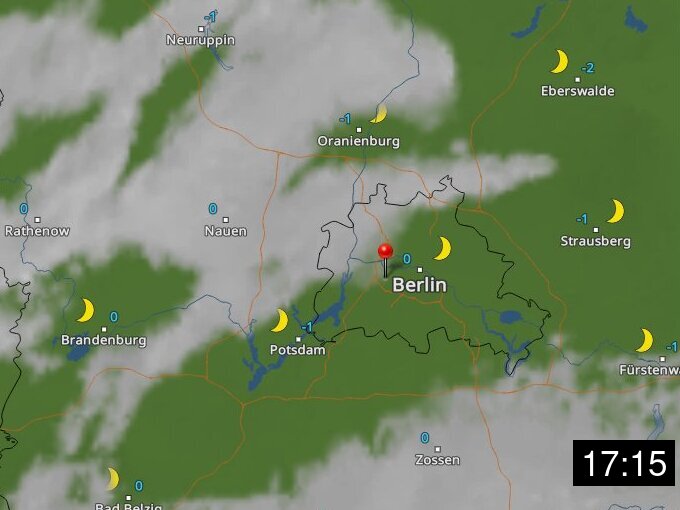 -1
Neuruppin
-2
Eberswalde
-1
Oranienburg
0
Rathenow
0
Nauen
-1
Strausberg
0
Berlin
0
Brandenburg
-1
Potsdam
-1
Fürstenwa
0
Zossen
17:15
0
Bad Belzig